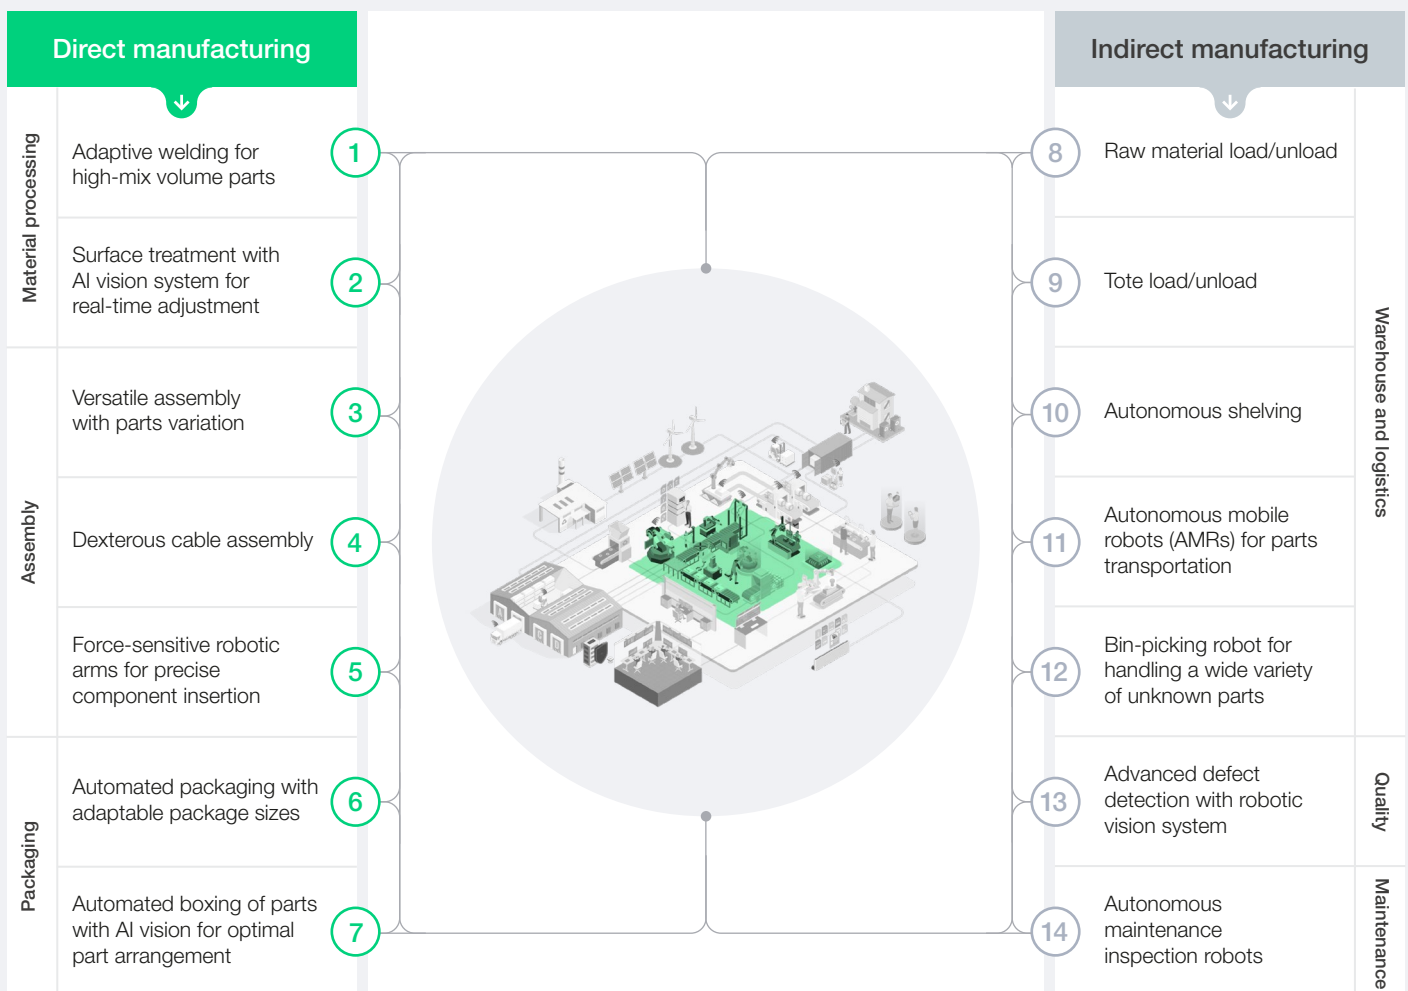 Direct manufacturing
Material processing
Adaptive welding for
high-mix volume parts
1
Surface treatment with
AI vision system for
real-time adjustment
2
Assembly
Versatile assembly
with parts variation
3
Dexterous cable assembly
4
Force-sensitive robotic
arms for precise
component insertion
5
Packaging
Automated packaging with
adaptable package sizes
6
Automated boxing of parts
with AI vision for optimal
part arrangement
7
Indirect manufacturing
8
Raw material load/unload
9
Tote load/unload
10
Autonomous shelving
11
Autonomous mobile
robots (AMRs) for parts
transportation
12
Bin-picking robot for
handling a wide variety
of unknown parts
Warehouse and logistics
13
Advanced defect
detection with robotic
vision system
Quality
14
Autonomous
maintenance
inspection robots
Maintenance